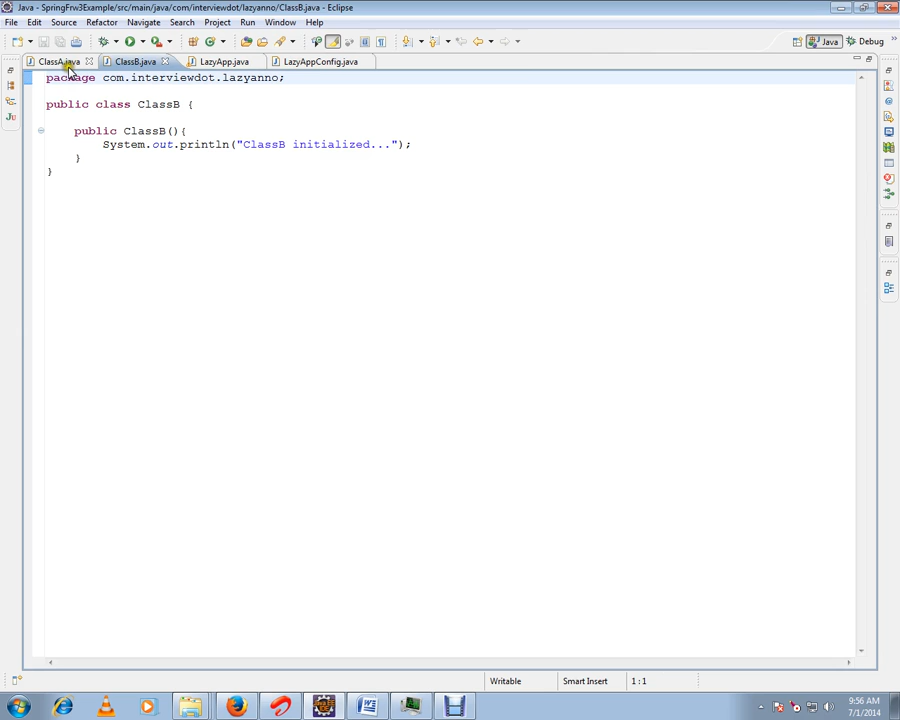 Java - SpringFrw3Example/src/main/java/com/interviewdot/lazyanno/ClassB.java - Eclipse
File Edit Source Refactor Navigate Search Project Run Window Help
Java Debug
ClassA.java ClassB.java LazyApp.java LazyAppConfig.java
package com.interviewdot.lazyanno;
public class ClassB {
public ClassB(){
System.out.println("ClassB initialized...");
}
}
Writable Smart Insert 1 : 1
9:56 AM
7/1/2014